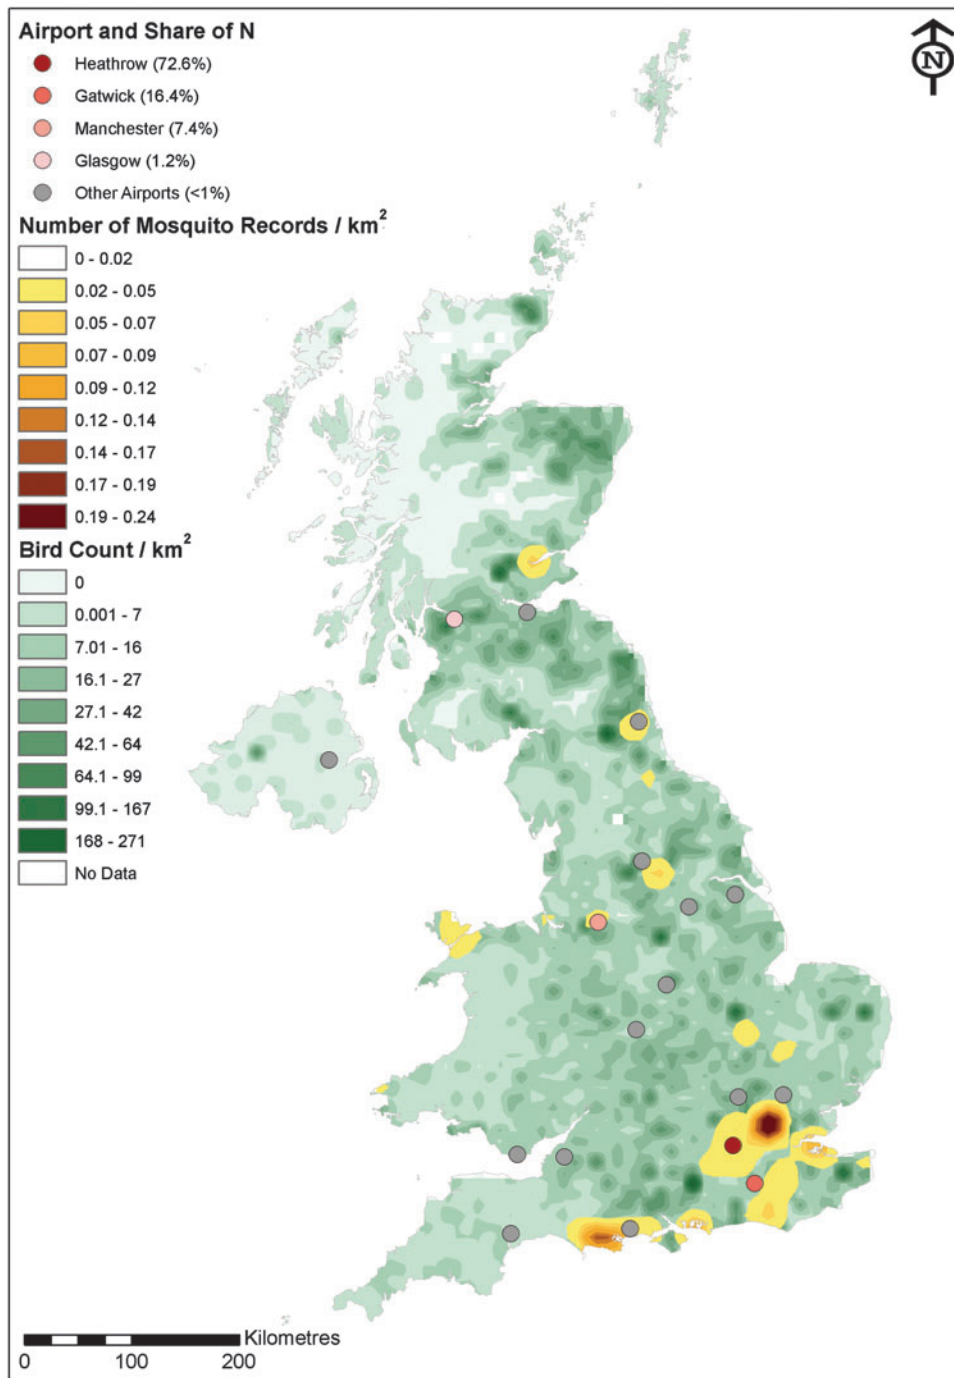 Airport and Share of N
Heathrow (72.6%)
Gatwick (16.4%)
Manchester (7.4%)
Glasgow (1.2%)
Other Airports (<1%)
Number of Mosquito Records / km²
0 - 0.02
0.02 - 0.05
0.05 - 0.07
0.07 - 0.09
0.09 - 0.12
0.12 - 0.14
0.14 - 0.17
0.17 - 0.19
0.19 - 0.24
Bird Count / km²
0
0.001 - 7
7.01 - 16
16.1 - 27
27.1 - 42
42.1 - 64
64.1 - 99
99.1 - 167
168 - 271
No Data
N
Kilometres
0 100 200